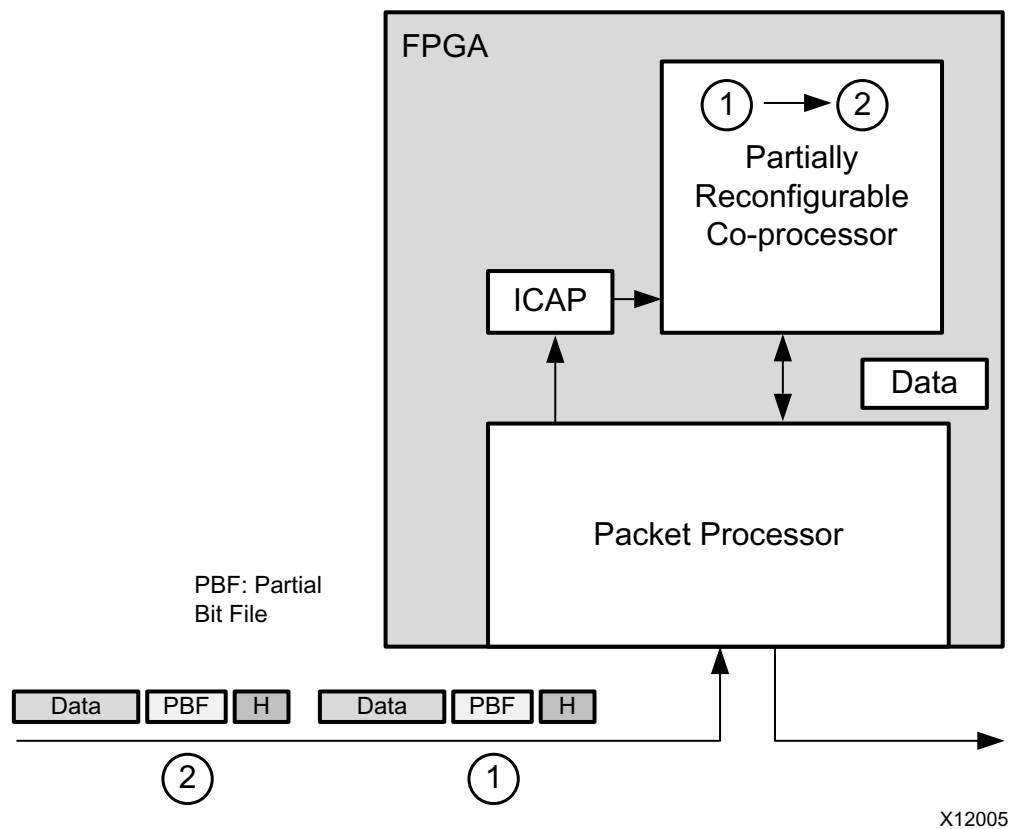 FPGA
1
2
Partially
Reconfigurable
Co-processor
ICAP
Data
Packet Processor
PBF: Partial
Bit File
Data PBF H Data PBF H
2 1
X12005